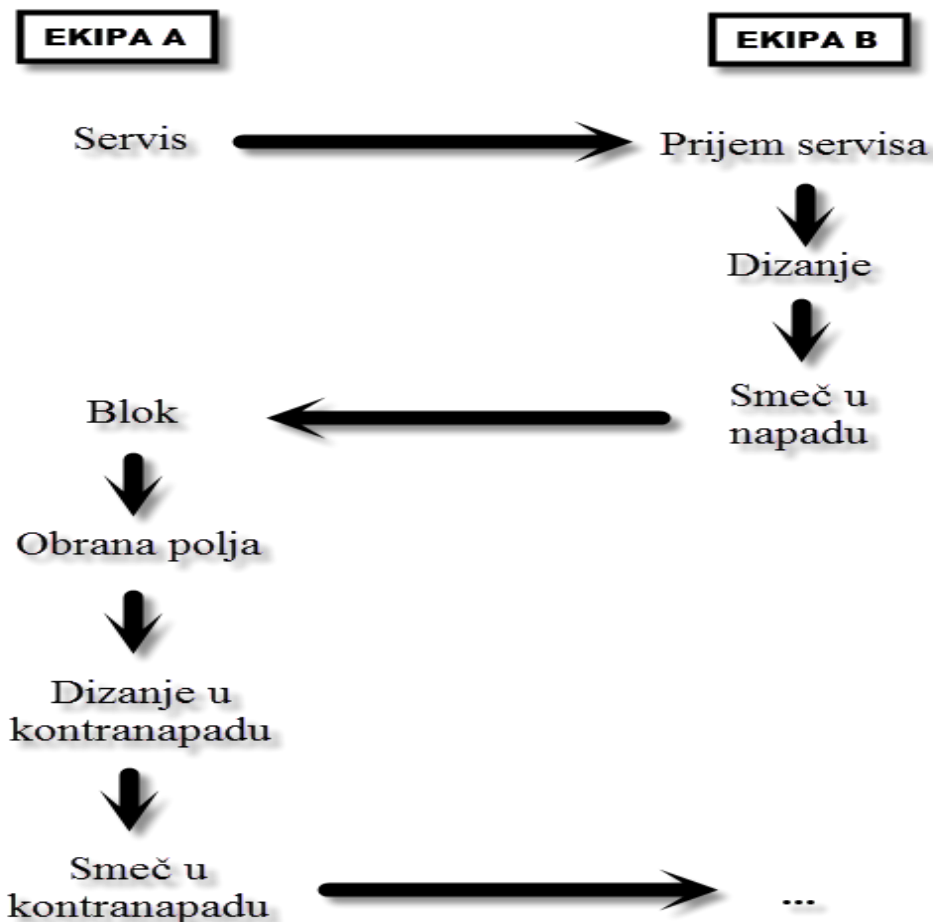 EKIPA A
EKIPA B
Servis
Prijem servisa
Dizanje
Smeč u
napadu
Blok
Obrana polja
Dizanje u
kontranapadu
Smeč u
kontranapadu
...